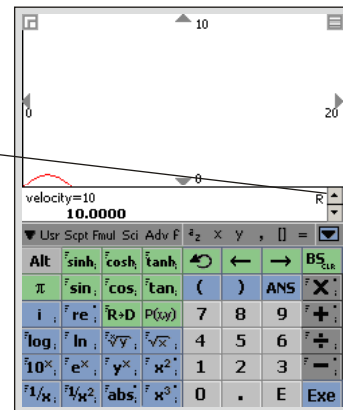 10
0
20
0
velocity=10
R
10.0000
Usr Scpt Fmul Sci Adv F az X Y , [] =
Alt sinh cosh tanh ← → BS CLR
π sin cos tan ( ) ANS X
i re R▸D P(x,y) 7 8 9 +
log ln ˣ√y √x 4 5 6 ÷
10ˣ eˣ yˣ x² 1 2 3 −
1/x 1/x² abs x³ 0 . E Exe